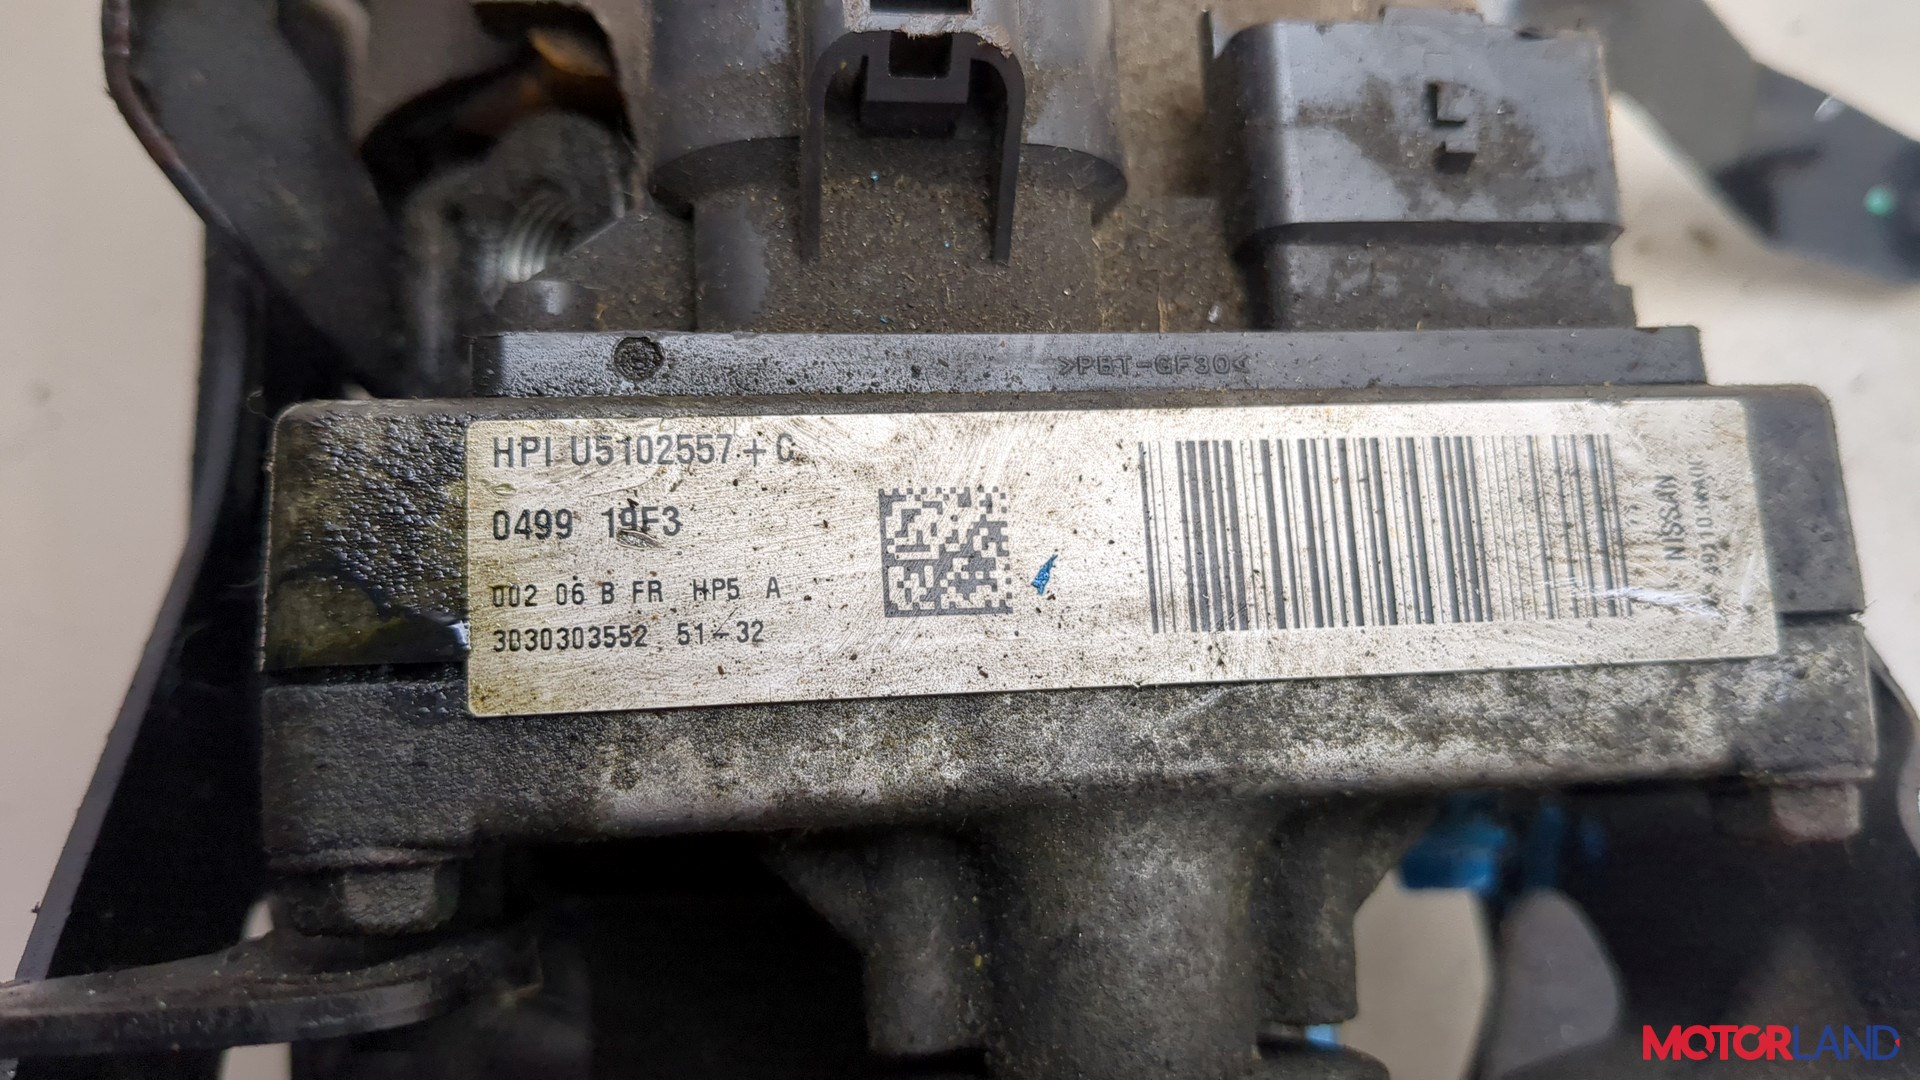 >PBT-GF30<
HPI U5102557+C
0499 19F3
002 06 B FR HP5 A
3030303552 51-32
NISSAN
MOTORLAND